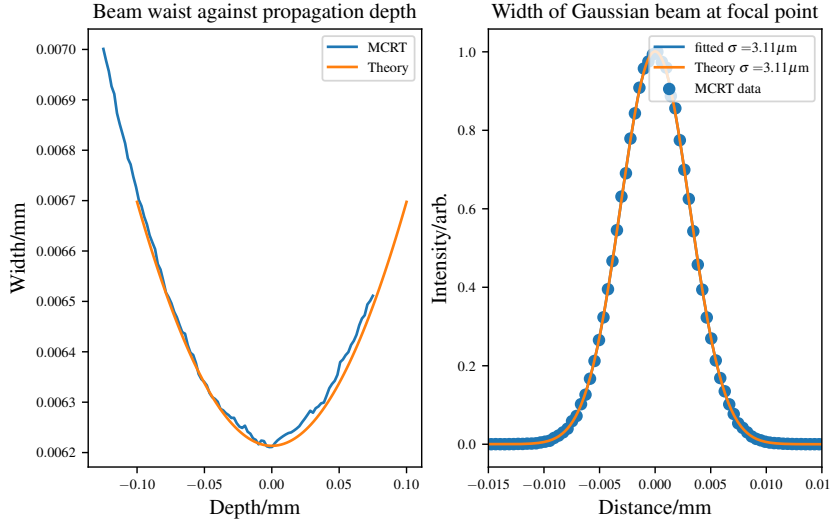 Beam waist against propagation depth
Width of Gaussian beam at focal point
MCRT
Theory
fitted σ =3.11μm
Theory σ =3.11μm
MCRT data
Width/mm
0.0070
0.0069
0.0068
0.0067
0.0066
0.0065
0.0064
0.0063
0.0062
−0.10
−0.05
0.00
0.05
0.10
Depth/mm
Intensity/arb.
1.0
0.8
0.6
0.4
0.2
0.0
−0.015
−0.010
−0.005
0.000
0.005
0.010
0.01
Distance/mm